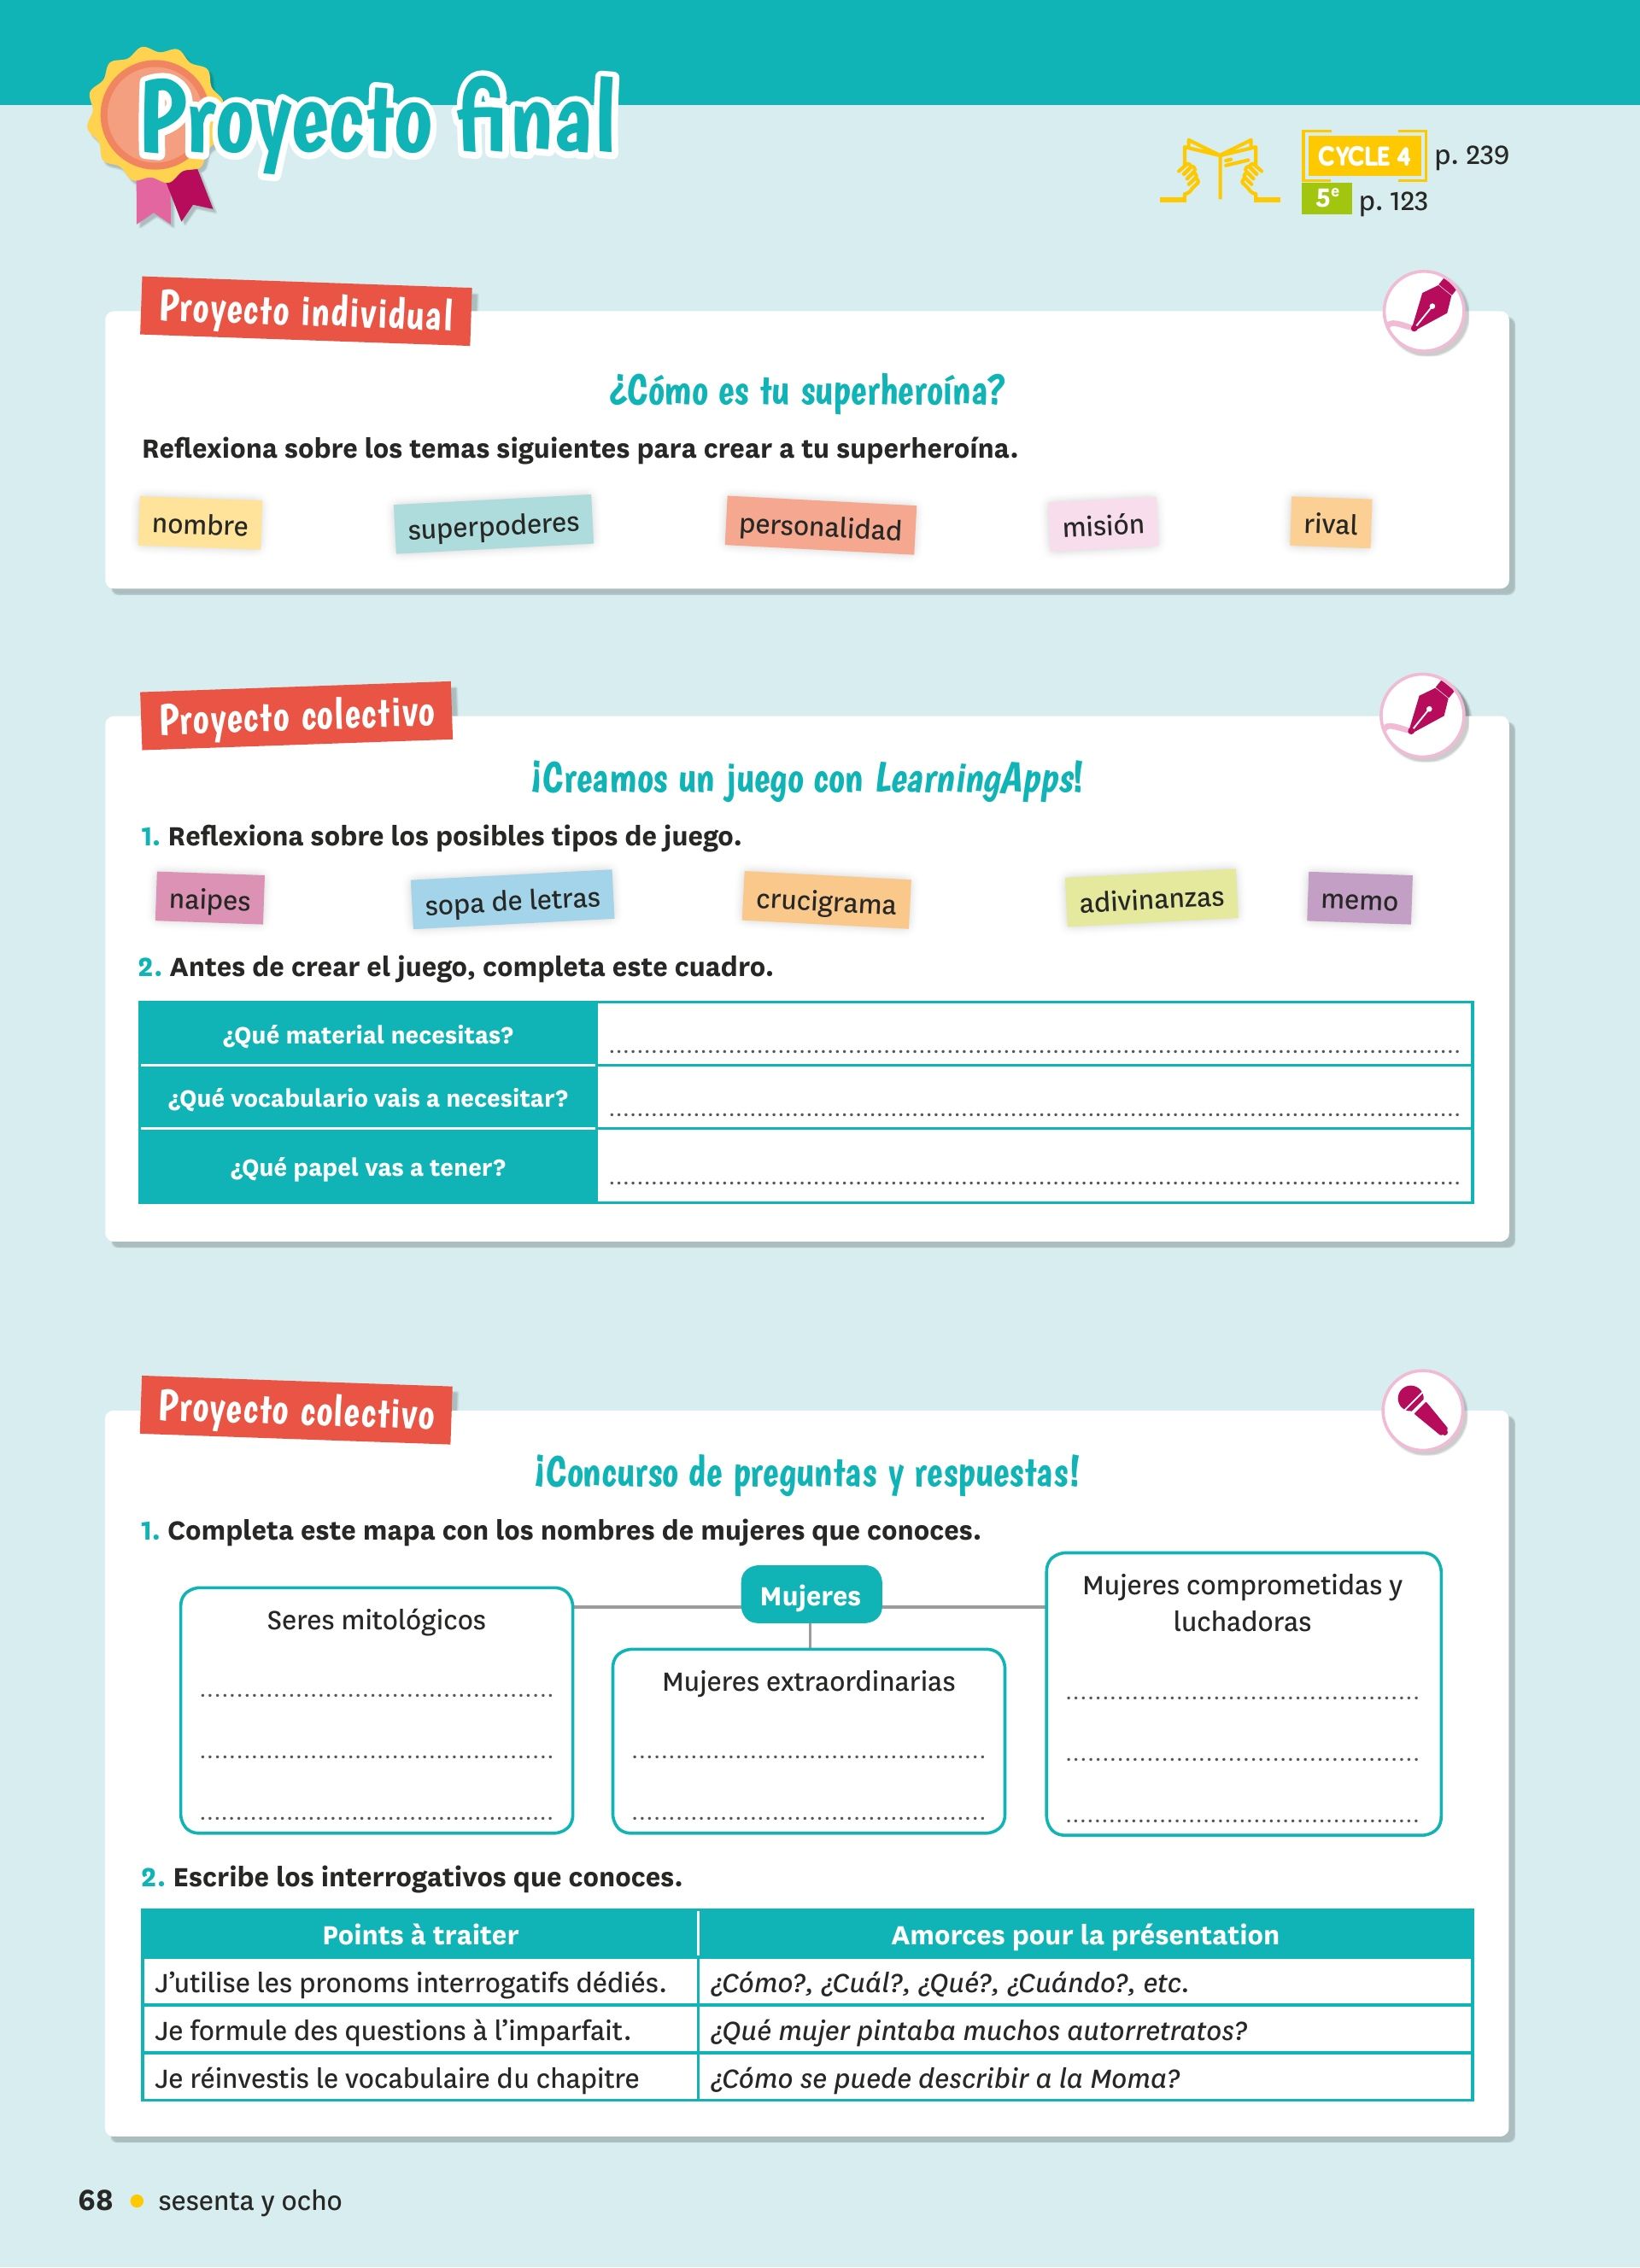 Proyecto final
CYCLE 4 p. 239
5e p. 123
Proyecto individual
¿Cómo es tu superheroína?
Reflexiona sobre los temas siguientes para crear a tu superheroína.
nombre superpoderes personalidad misión rival
Proyecto colectivo
¡Creamos un juego con LearningApps!
1. Reflexiona sobre los posibles tipos de juego.
naipes sopa de letras crucigrama adivinanzas memo
2. Antes de crear el juego, completa este cuadro.
¿Qué material necesitas?
¿Qué vocabulario vais a necesitar?
¿Qué papel vas a tener?
Proyecto colectivo
¡Concurso de preguntas y respuestas!
1. Completa este mapa con los nombres de mujeres que conoces.
Mujeres
Seres mitológicos
Mujeres extraordinarias
Mujeres comprometidas y
luchadoras
2. Escribe los interrogativos que conoces.
Points à traiter Amorces pour la présentation
J'utilise les pronoms interrogatifs dédiés. ¿Cómo?, ¿Cuál?, ¿Qué?, ¿Cuándo?, etc.
Je formule des questions à l'imparfait. ¿Qué mujer pintaba muchos autorretratos?
Je réinvestis le vocabulaire du chapitre ¿Cómo se puede describir a la Moma?
68 • sesenta y ocho